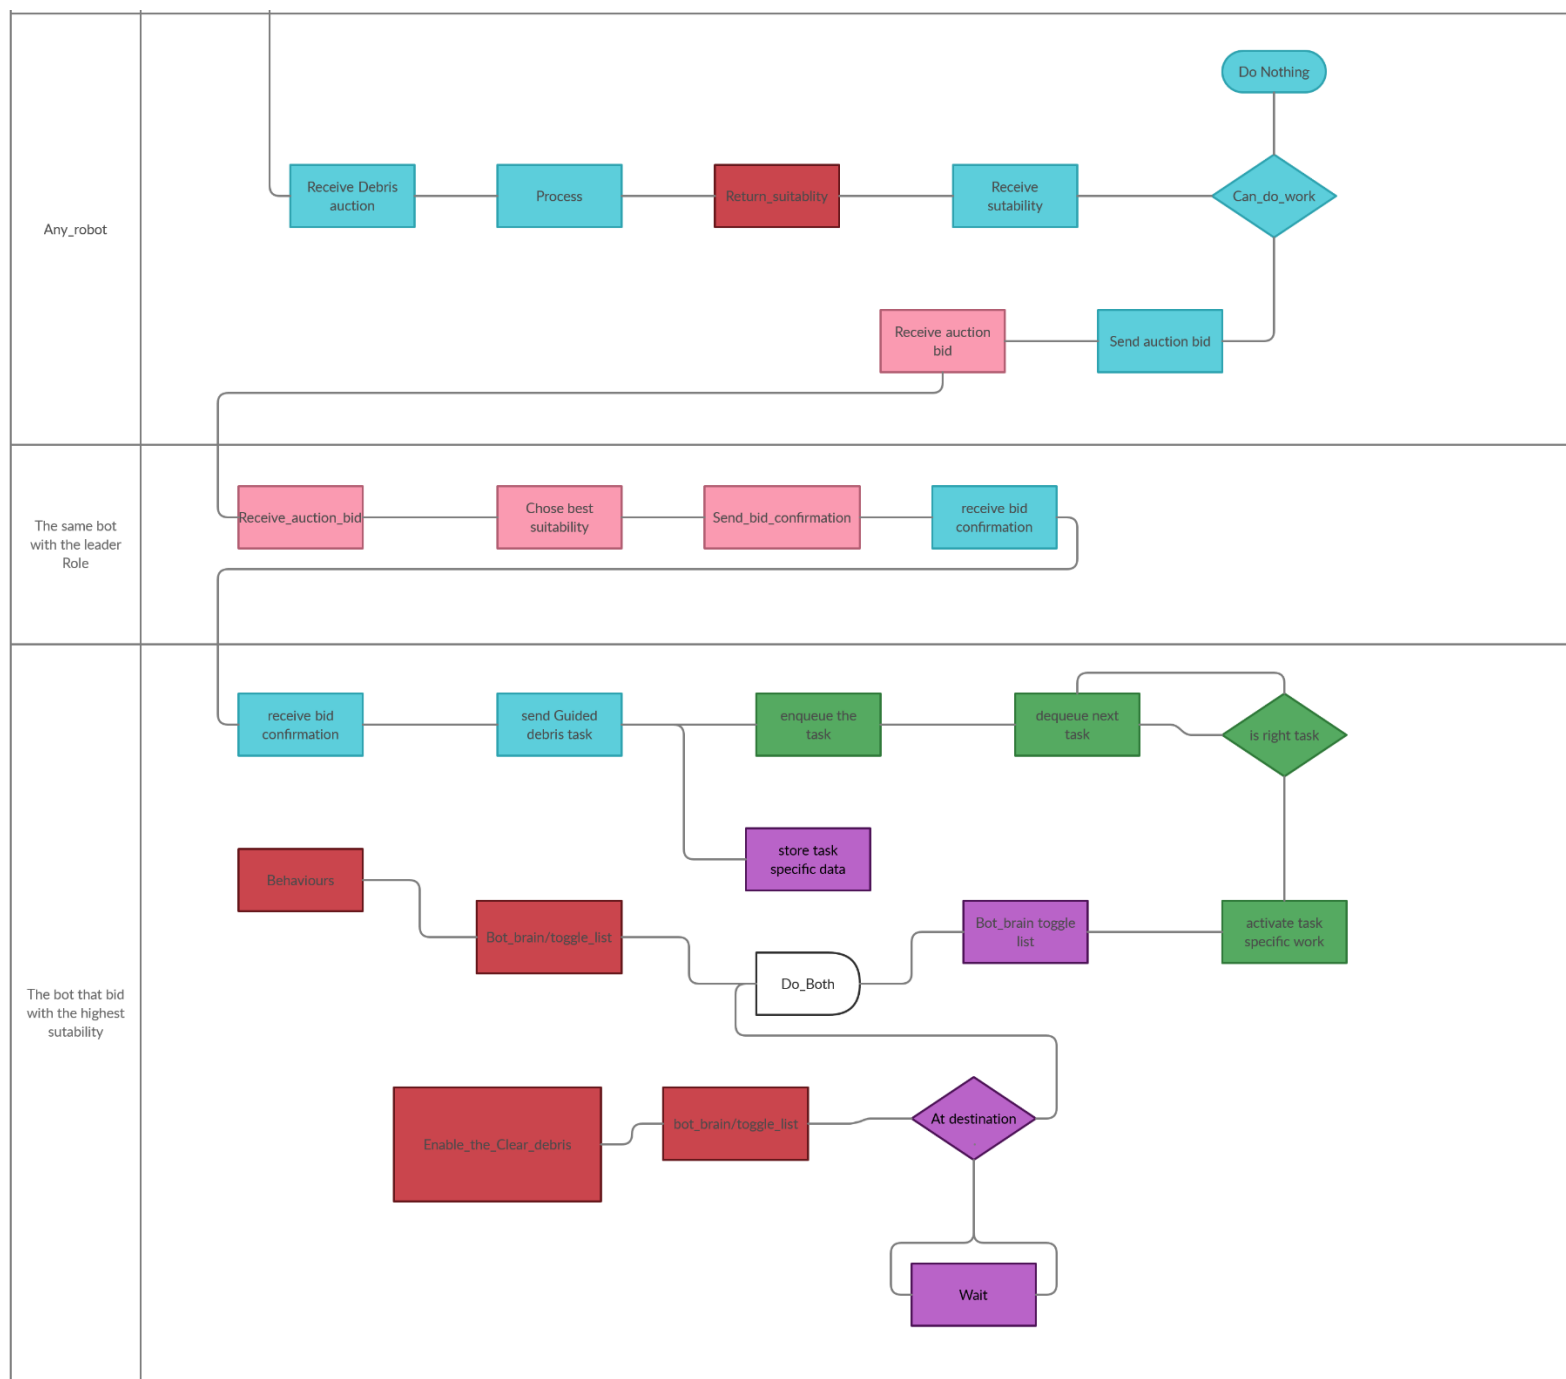 Do Nothing
Receive Debris
auction
Process
Return_suitablity
Receive
sutability
Can_do_work
Any_robot
Receive auction
bid
Send auction bid
The same bot
with the leader
Role
Receive_auction_bid
Chose best
suitability
Send_bid_confirmation
receive bid
confirmation
receive bid
confirmation
send Guided
debris task
enqueue the
task
dequeue next
task
is right task
store task
specific data
Behaviours
Bot_brain/toggle_list
Bot_brain toggle
list
activate task
specific work
Do_Both
The bot that bid
with the highest
sutability
Enable_the_Clear_debris
bot_brain/toggle_list
At destination
Wait